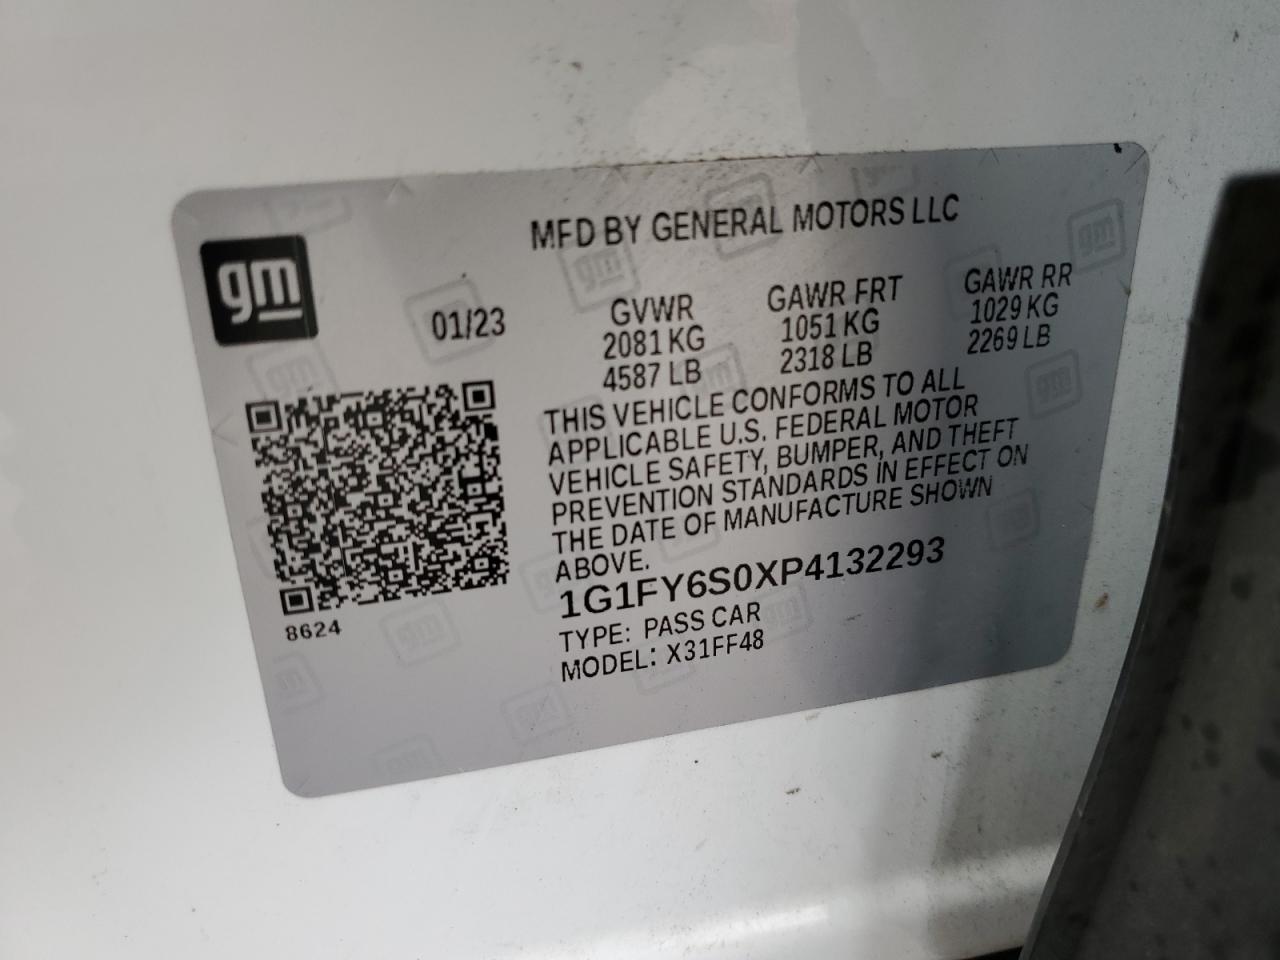 MFD BY GENERAL MOTORS LLC
gm
01/23
GVWR
2081 KG
4587 LB
GAWR FRT
1051 KG
2318 LB
GAWR RR
1029 KG
2269 LB
THIS VEHICLE CONFORMS TO ALL
APPLICABLE U.S. FEDERAL MOTOR
VEHICLE SAFETY, BUMPER, AND THEFT
PREVENTION STANDARDS IN EFFECT ON
THE DATE OF MANUFACTURE SHOWN
ABOVE.
1G1FY6S0XP4132293
TYPE: PASS CAR
MODEL: X31FF48
8624